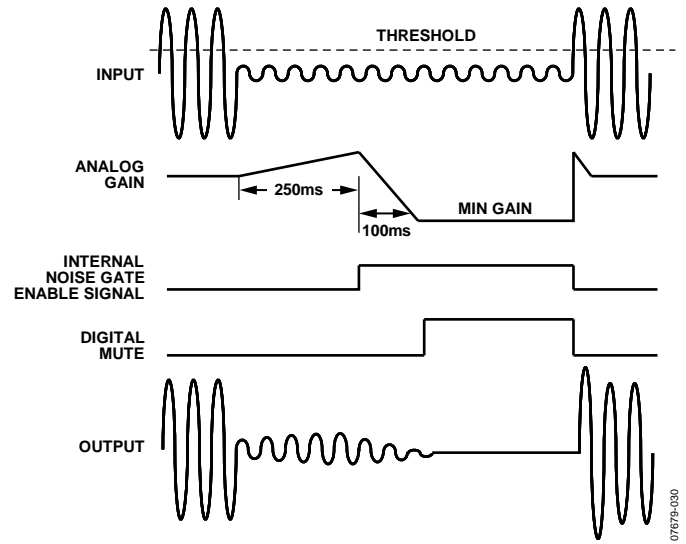 THRESHOLD
INPUT
ANALOG
GAIN
250ms
100ms
MIN GAIN
INTERNAL
NOISE GATE
ENABLE SIGNAL
DIGITAL
MUTE
OUTPUT
07679-030